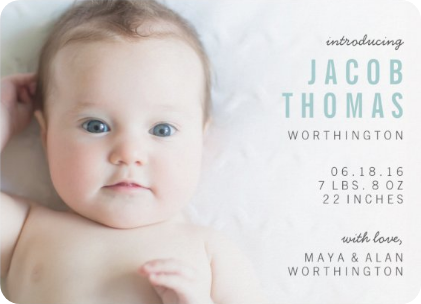 introducing
JACOB
THOMAS
WORTHINGTON
06.18.16
7 LBS. 8 OZ
22 INCHES
with love,
MAYA & ALAN
WORTHINGTON